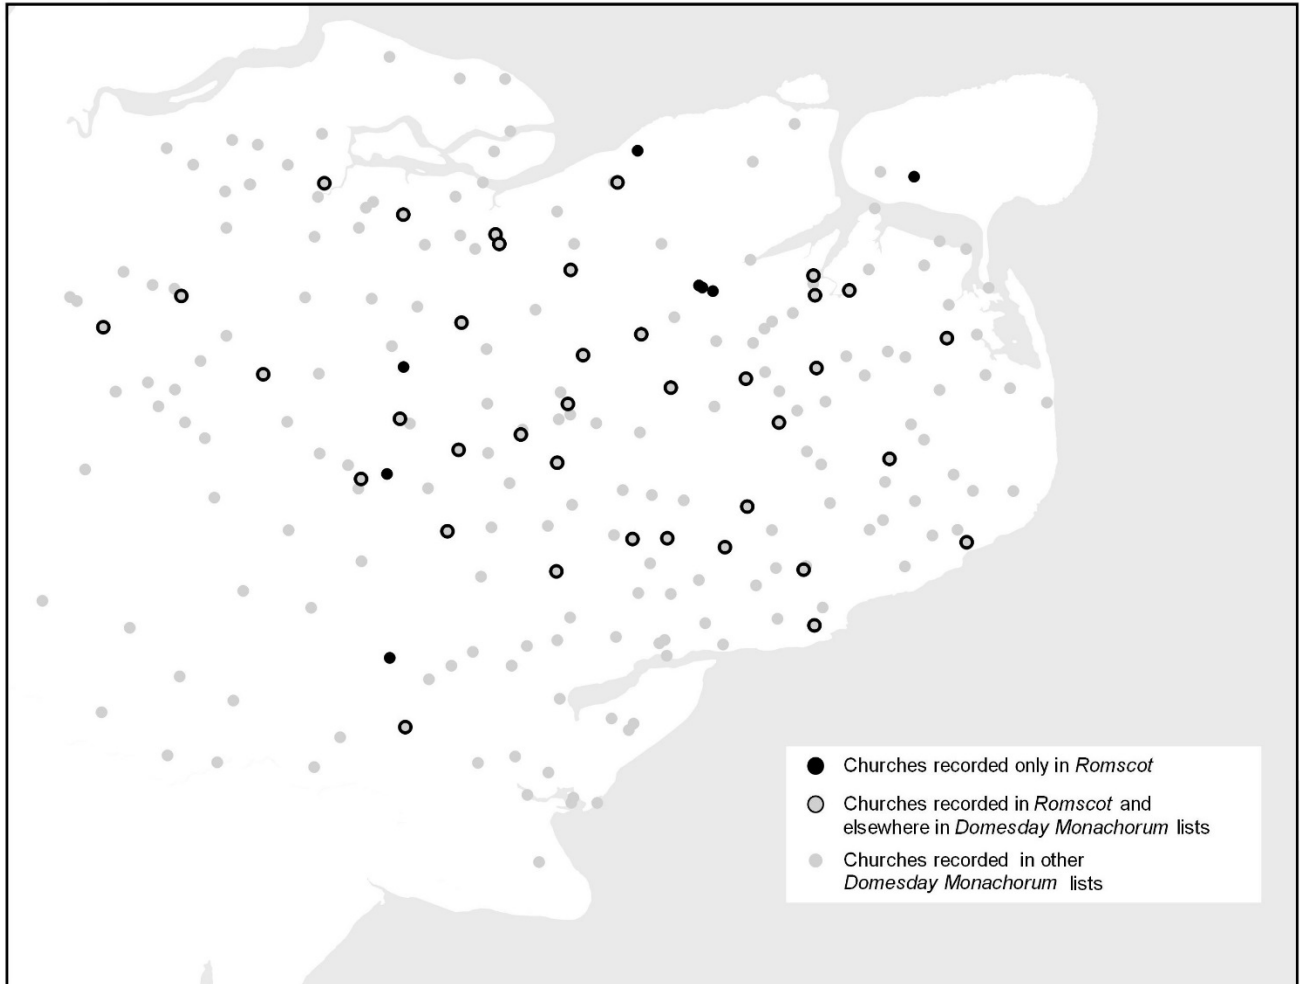 Churches recorded only in Romscot
Churches recorded in Romscot and
elsewhere in Domesday Monachorum lists
Churches recorded in other
Domesday Monachorum lists